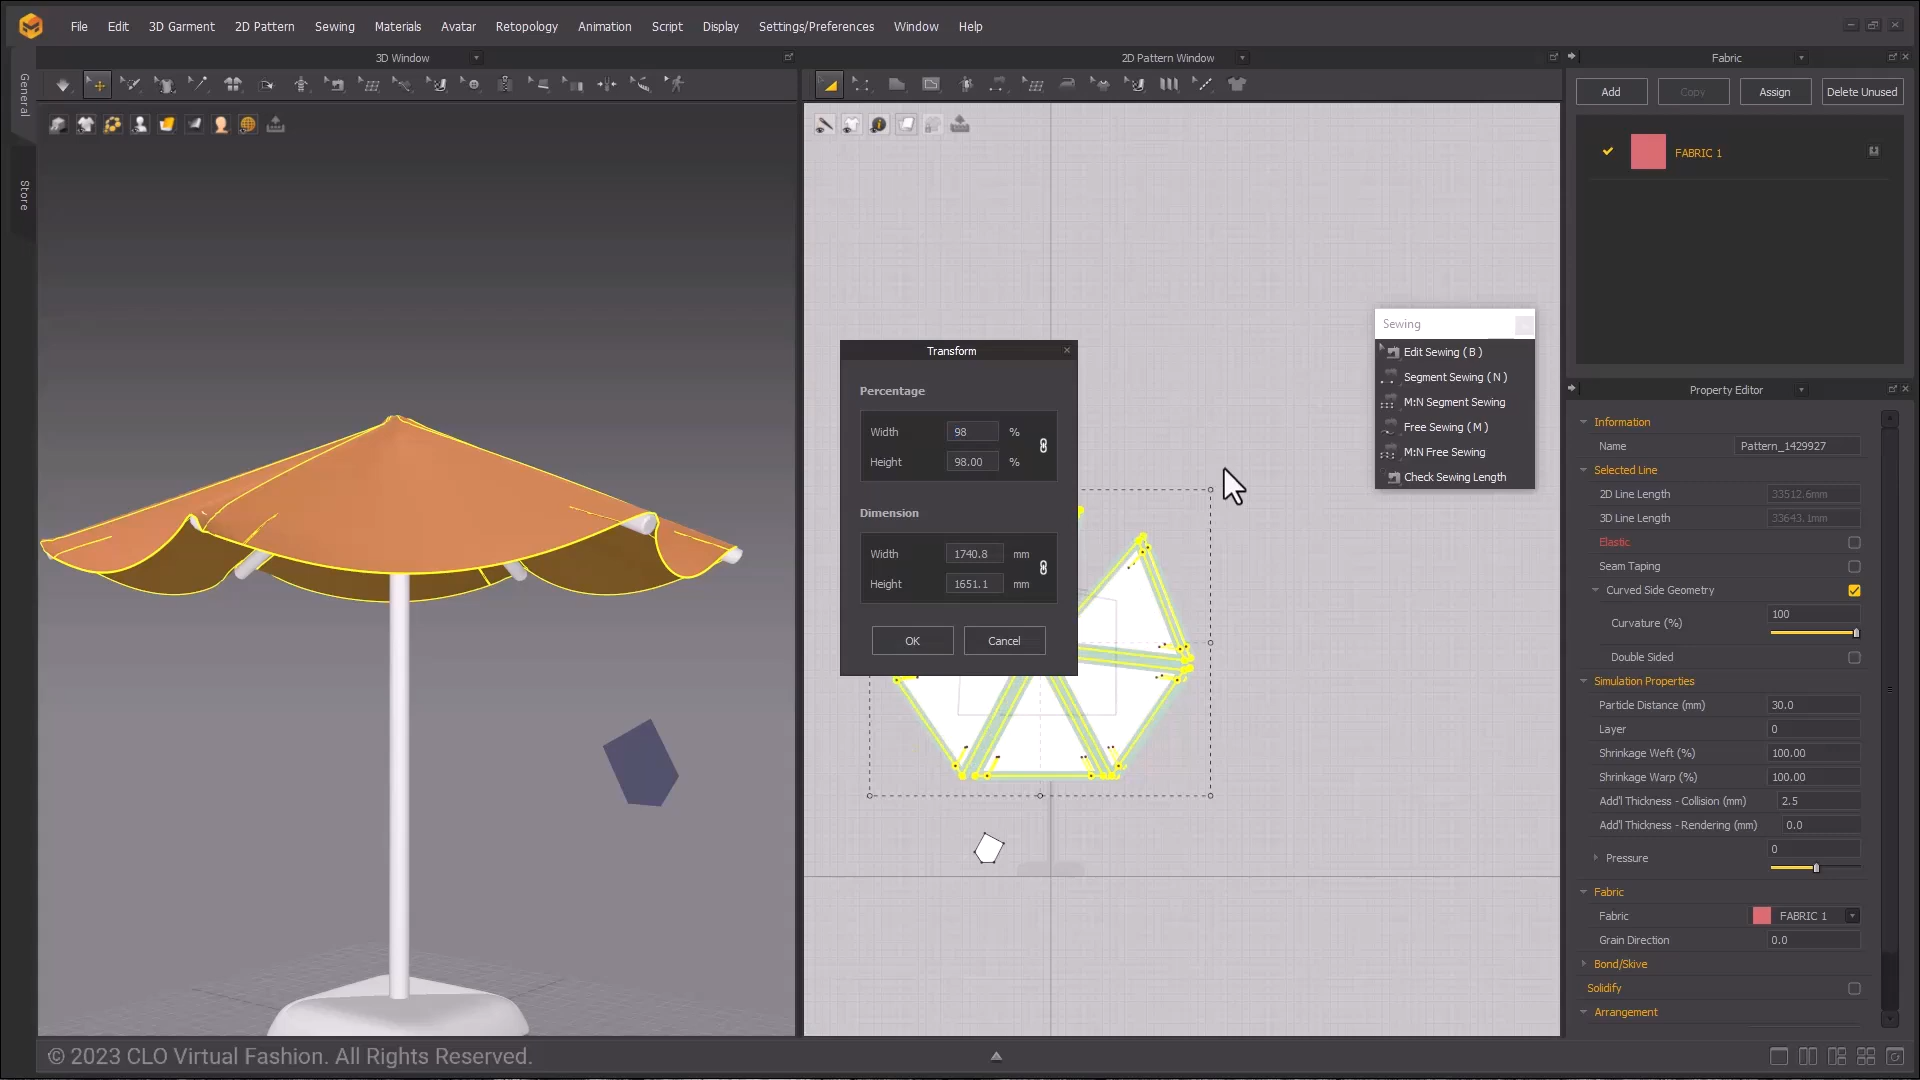 File Edit 3D Garment 2D Pattern Sewing Materials Avatar Retopology Animation Script Display Settings/Preferences Window Help
General
Store
3D Window
2D Pattern Window
Fabric
Add
Copy
Assign
Delete Unused
FABRIC 1
Sewing
Edit Sewing ( B )
Segment Sewing ( N )
M:N Segment Sewing
Free Sewing ( M )
M:N Free Sewing
Check Sewing Length
Transform
Percentage
Width 98 %
Height 98.00 %
Dimension
Width 1740.8 mm
Height 1651.1 mm
OK
Cancel
Property Editor
Information
Name Pattern_1429927
Selected Line
2D Line Length 33512.6mm
3D Line Length 33643.1mm
Elastic
Seam Taping
Curved Side Geometry
Curvature (%) 100
Double Sided
Simulation Properties
Particle Distance (mm) 30.0
Layer 0
Shrinkage Weft (%) 100.00
Shrinkage Warp (%) 100.00
Add'l Thickness - Collision (mm) 2.5
Add'l Thickness - Rendering (mm) 0.0
Pressure 0
Fabric
Fabric FABRIC 1
Grain Direction 0.0
Bond/Skive
Solidify
Arrangement
© 2023 CLO Virtual Fashion. All Rights Reserved.